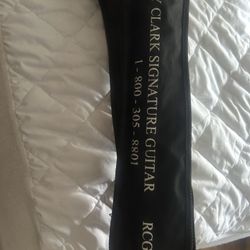 Y CLARK SIGNATURE GUITAR RCG
1-800-305-8801